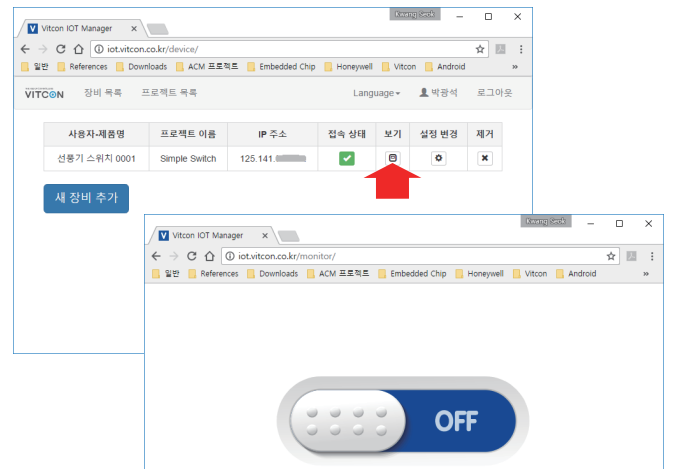 Kwang Seok
Vitcon IOT Manager
iot.vitcon.co.kr/device/
일반 References Downloads ACM 프로젝트 Embedded Chip Honeywell Vitcon Android »
VITCON 장비 목록 프로젝트 목록 Language 박광석 로그아웃
사용자-제품명 프로젝트 이름 IP 주소 접속 상태 보기 설정 변경 제거
선풍기 스위치 0001 Simple Switch 125.141.
새 장비 추가
Kwang Seok
Vitcon IOT Manager
iot.vitcon.co.kr/monitor/
일반 References Downloads ACM 프로젝트 Embedded Chip Honeywell Vitcon Android »
OFF